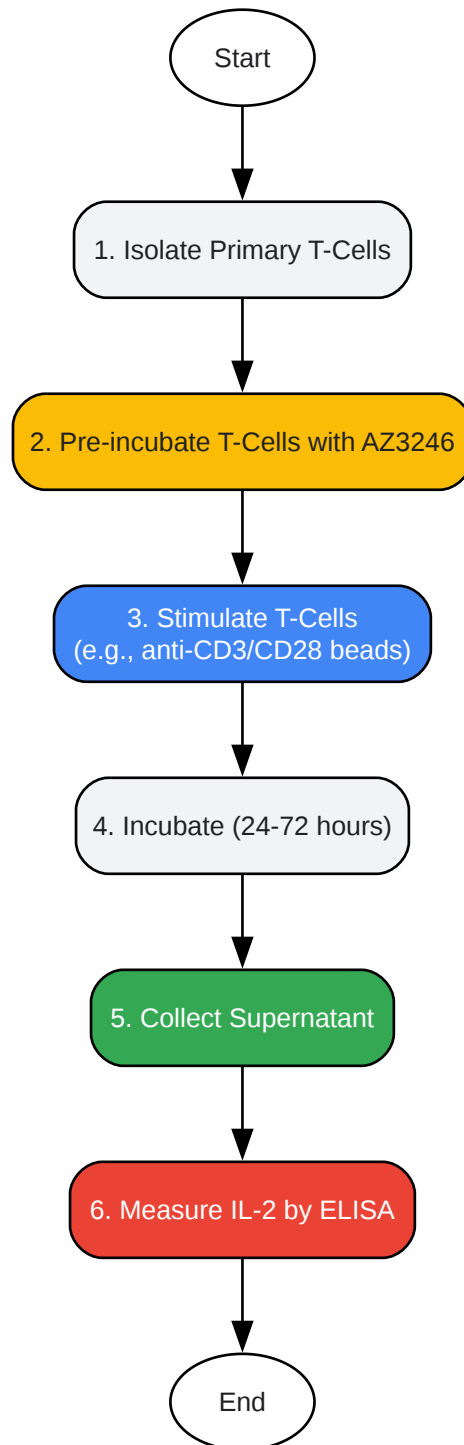 Start
1. Isolate Primary T-Cells
2. Pre-incubate T-Cells with AZ3246
3. Stimulate T-Cells
(e.g., anti-CD3/CD28 beads)
4. Incubate (24-72 hours)
5. Collect Supernatant
6. Measure IL-2 by ELISA
End